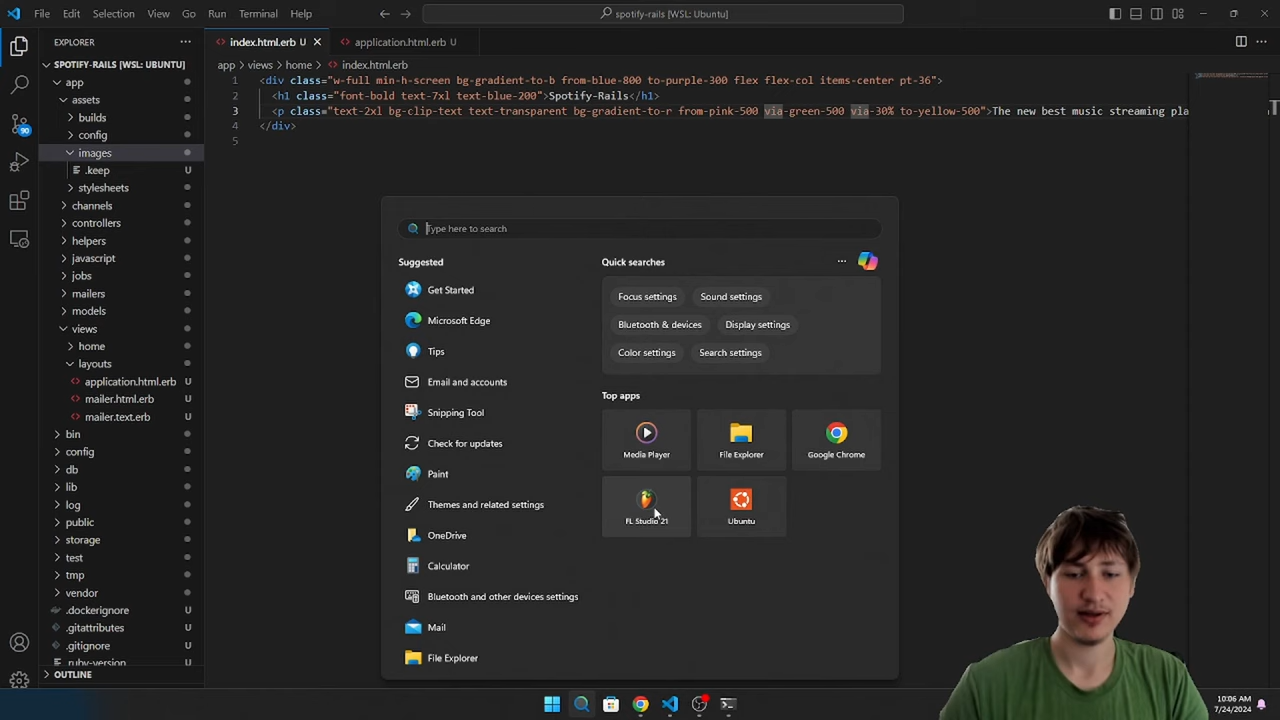 File Edit Selection View Go Run Terminal Help
spotify-rails [WSL: Ubuntu]
EXPLORER
index.html.erb U
application.html.erb U
SPOTIFY-RAILS [WSL: UBUNTU]
app > views > home > index.html.erb
app
assets
builds
config
images
.keep U
stylesheets
channels
controllers
helpers
javascript
jobs
mailers
models
views
home
layouts
application.html.erb U
mailer.html.erb U
mailer.text.erb U
bin
config
db
lib
log
public
storage
test
tmp
vendor
.dockerignore U
.gitattributes U
.gitignore U
.ruby-version
OUTLINE
90
1 <div class="w-full min-h-screen bg-gradient-to-b from-blue-800 to-purple-300 flex flex-col items-center pt-36">
2 <h1 class="font-bold text-7xl text-blue-200">Spotify-Rails</h1>
3 <p class="text-2xl bg-clip-text text-transparent bg-gradient-to-r from-pink-500 via-green-500 via-30% to-yellow-500">The new best music streaming pla
4 </div>
5
Type here to search
Suggested
Get Started
Microsoft Edge
Tips
Email and accounts
Snipping Tool
Check for updates
Paint
Themes and related settings
OneDrive
Calculator
Bluetooth and other devices settings
Mail
File Explorer
Quick searches
Focus settings
Sound settings
Bluetooth & devices
Display settings
Color settings
Search settings
Top apps
Media Player
File Explorer
Google Chrome
FL Studio 21
Ubuntu
10:06 AM
7/24/2024